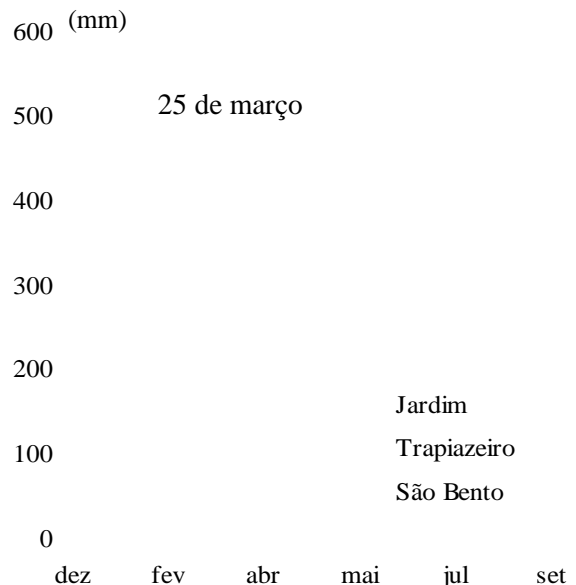 600 (mm)
500 25 de março
400
300
200
Jardim
100 Trapiazeiro
São Bento
0
dez fev abr mai jul set